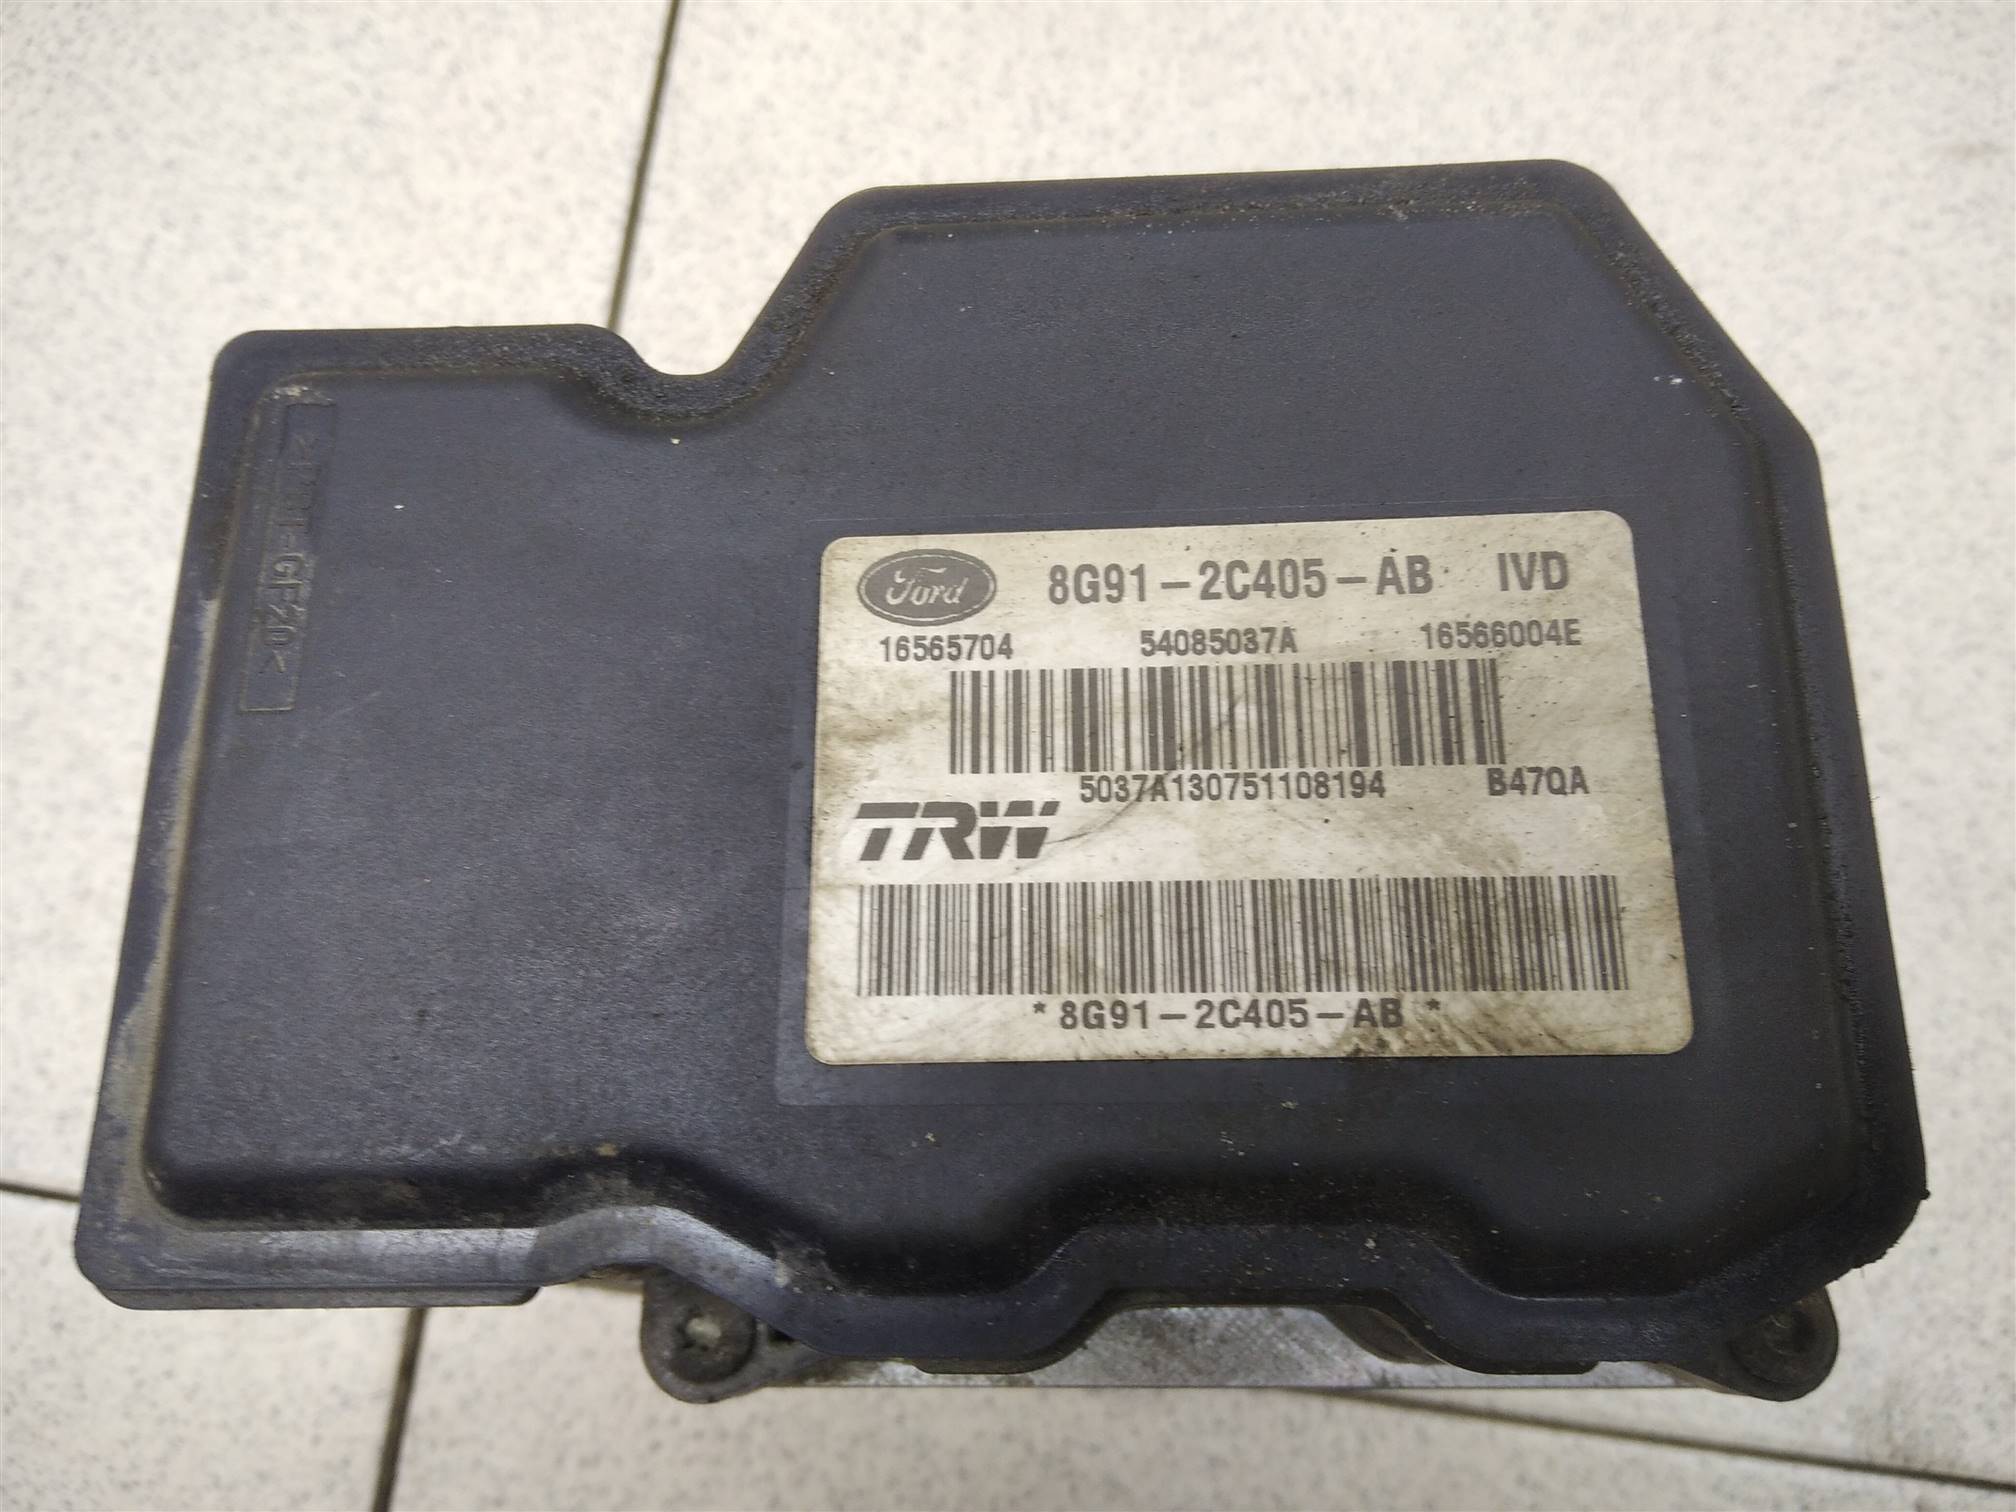 Ford 8G91-2C405-AB IVD
16565704 54085037A 16566004E
5037A130751108194 B47QA
TRW
*8G91-2C405-AB*